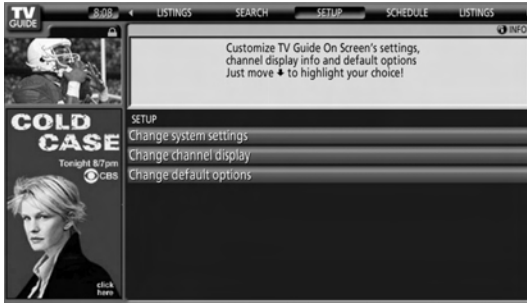 TV
GUIDE
8:08 LISTINGS SEARCH SETUP SCHEDULE LISTINGS
INFO
Customize TV Guide On Screen's settings,
channel display info and default options
Just move to highlight your choice!
COLD
CASE
Tonight 8/7pm
CBS
click
here
SETUP
Change system settings
Change channel display
Change default options